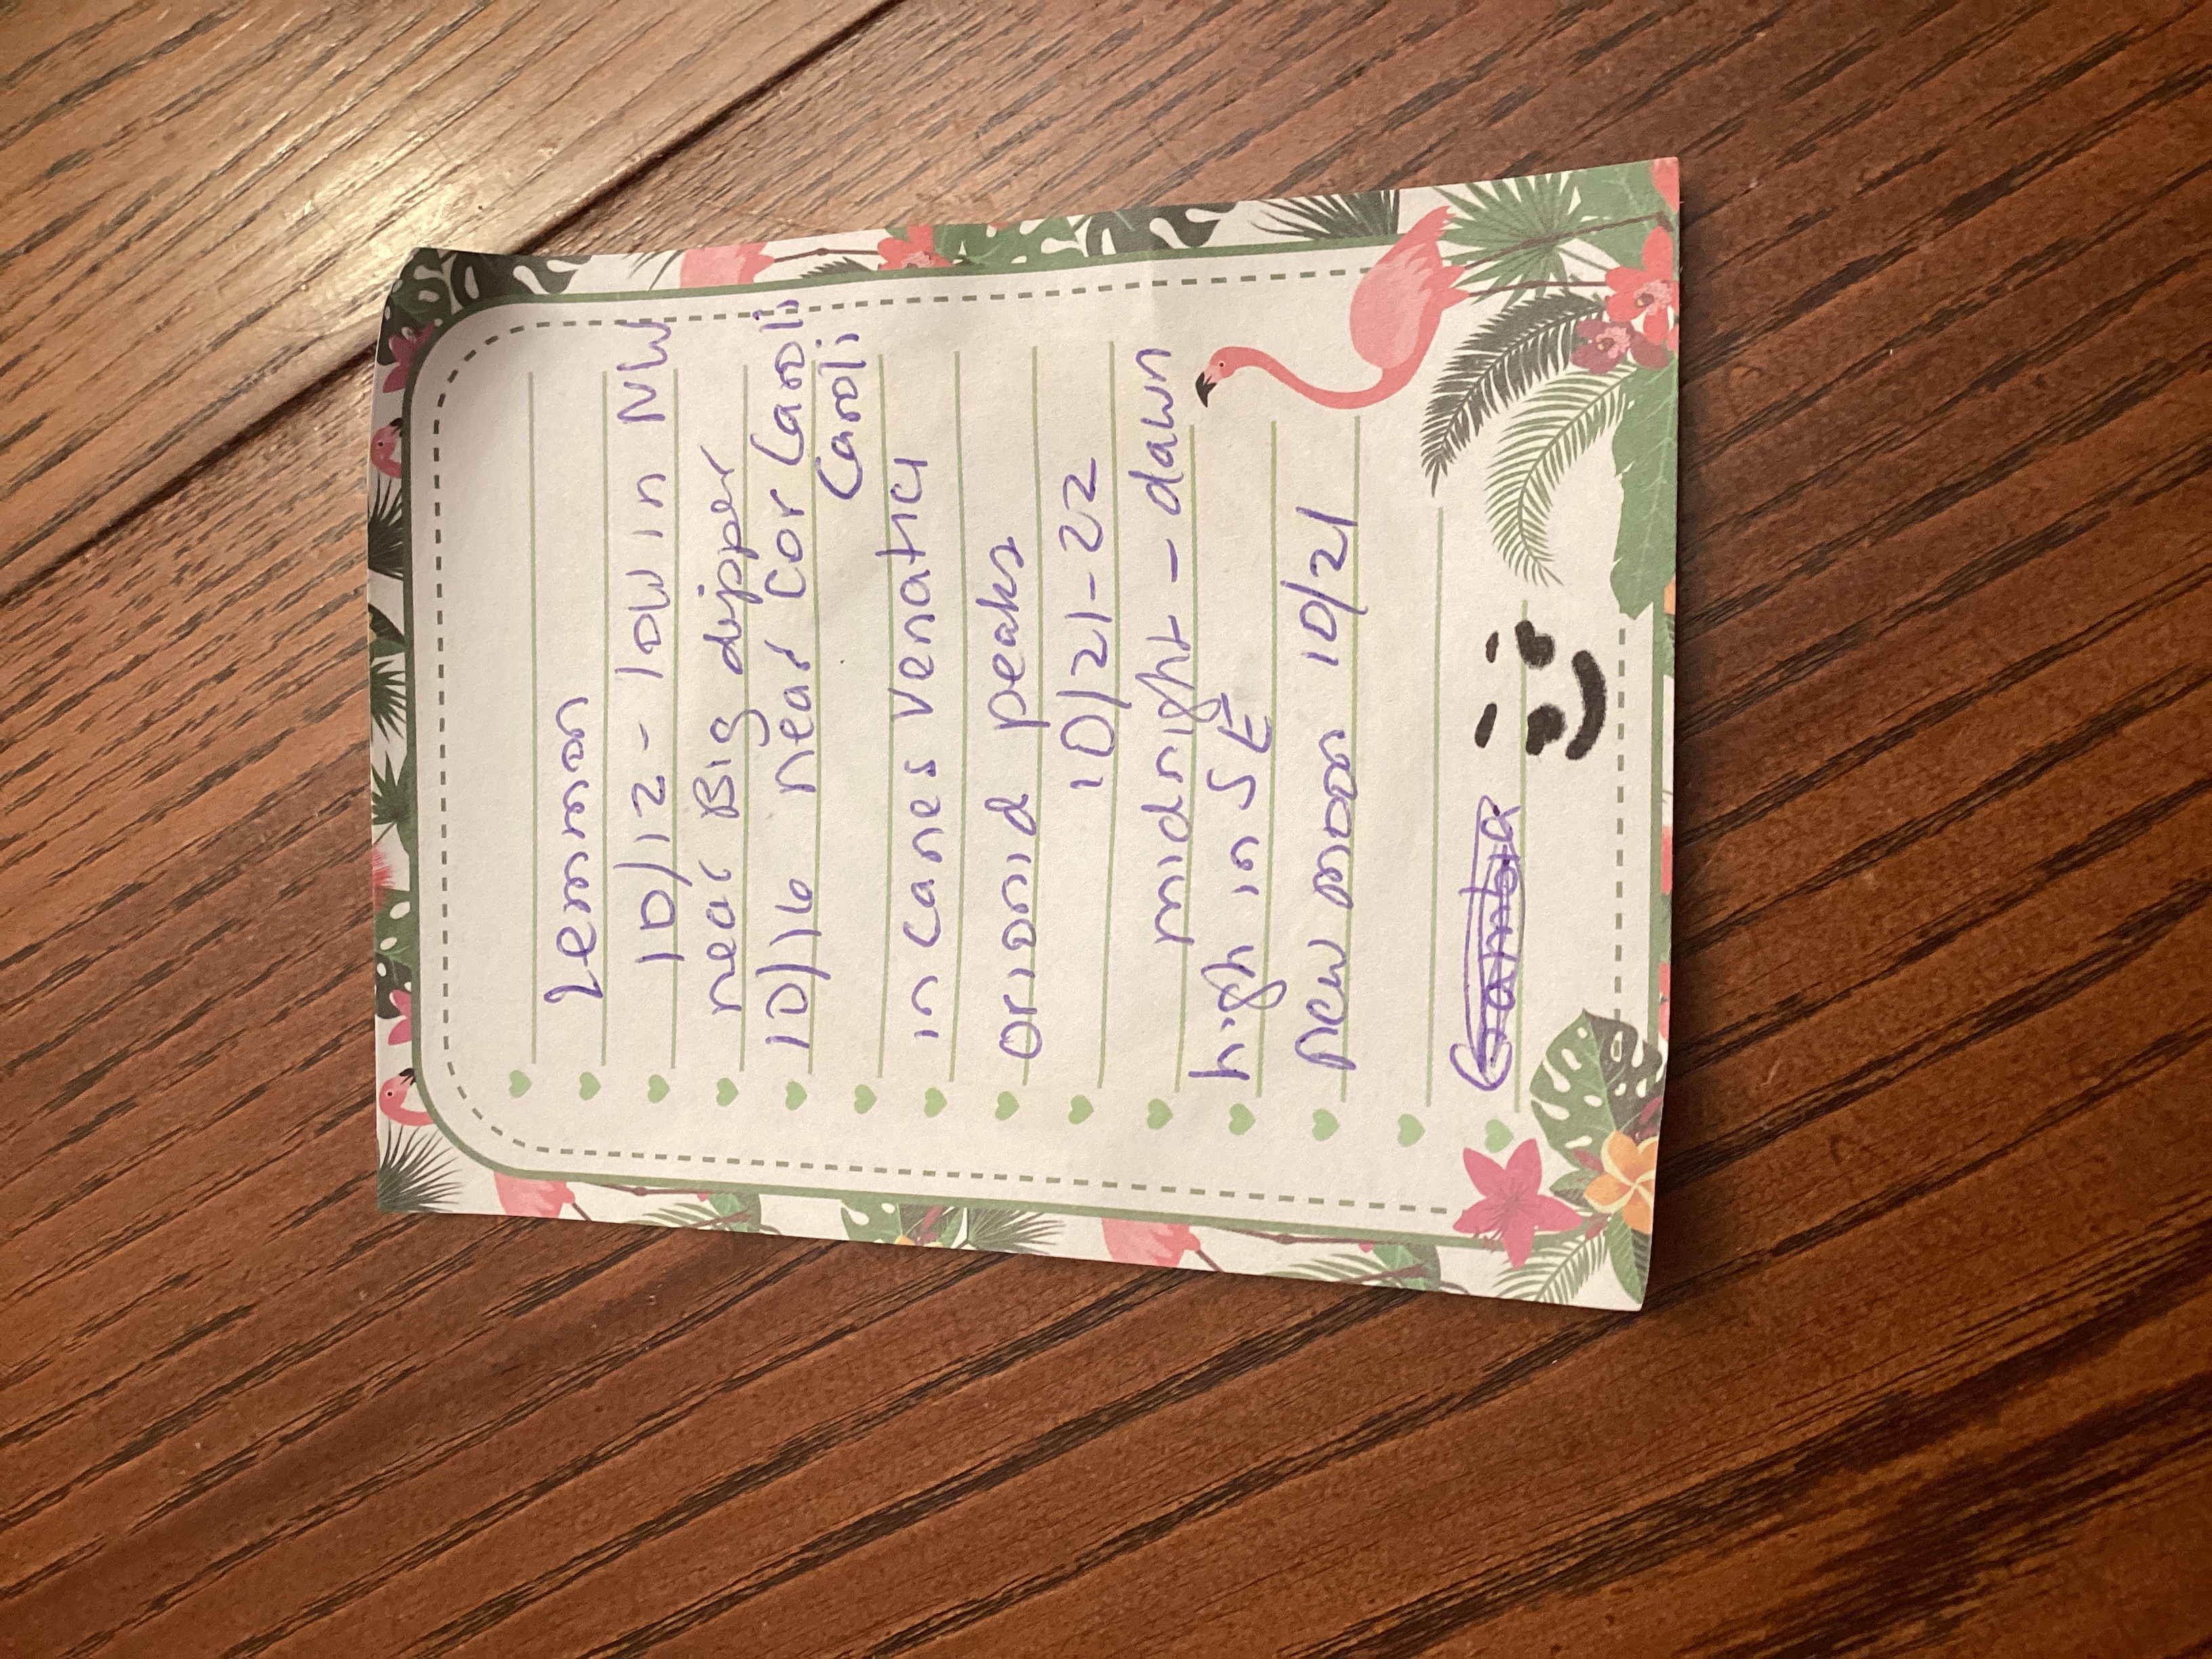 Lemmon
10/12 - low in NW
near Big dipper
10/16 near Cor Caroli
Caroli
in Canes Venatici
Orionid peaks
10/21-22
midnight - dawn
high in SE
new moon 10/21